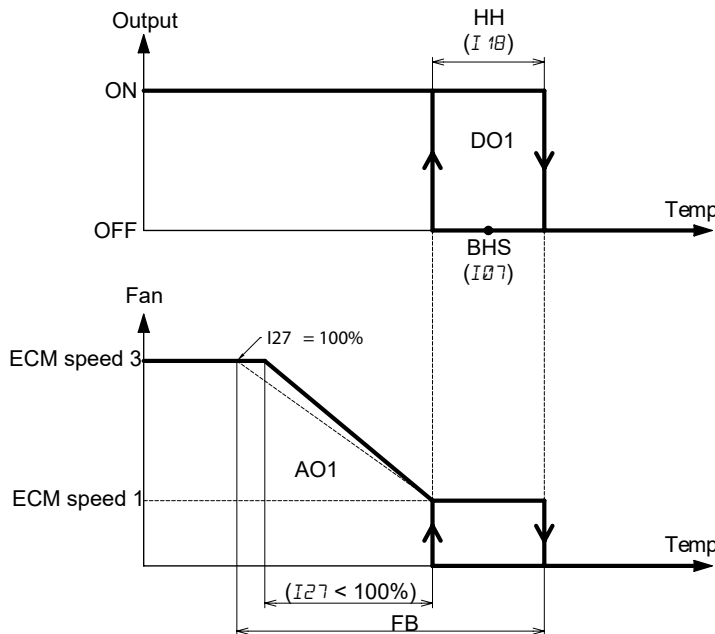 Output
HH
(I18)
ON
DO1
OFF
Temp
BHS
(I07)
Fan
I27 = 100%
ECM speed 3
AO1
ECM speed 1
Temp
(I27 < 100%)
FB